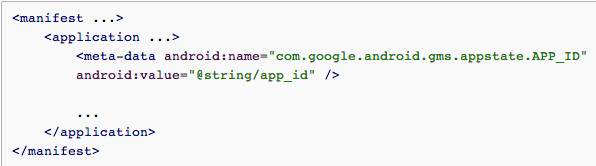 <manifest ...>
    <application ...>
        <meta-data android:name="com.google.android.gms.appstate.APP_ID"
        android:value="@string/app_id" />
        ...
    </application>
</manifest>